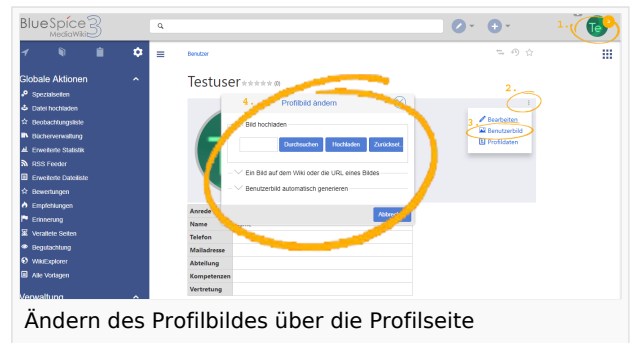 BlueSpice 3
MediaWiki
1.
Te
Benutzer
Globale Aktionen
Spezialseiten
Datei hochladen
Beobachtungsliste
Bücherverwaltung
Erweiterte Statistik
RSS Feeder
Erweiterte Dateiliste
Bewertungen
Empfehlungen
Erinnerung
Veraltete Seiten
Begutachtung
WikiExplorer
Alle Vorlagen
Verwaltung
Testuser (0)
2.
3.
Bearbeiten
Benutzerbild
Profildaten
4.
Profilbild ändern
Bild hochladen
Durchsuchen Hochladen Zurückset.
Ein Bild auf dem Wiki oder die URL eines Bildes
Benutzerbild automatisch generieren
Anrede
Name
Telefon
Mailadresse
Abteilung
Kompetenzen
Vertretung
Ändern des Profilbildes über die Profilseite